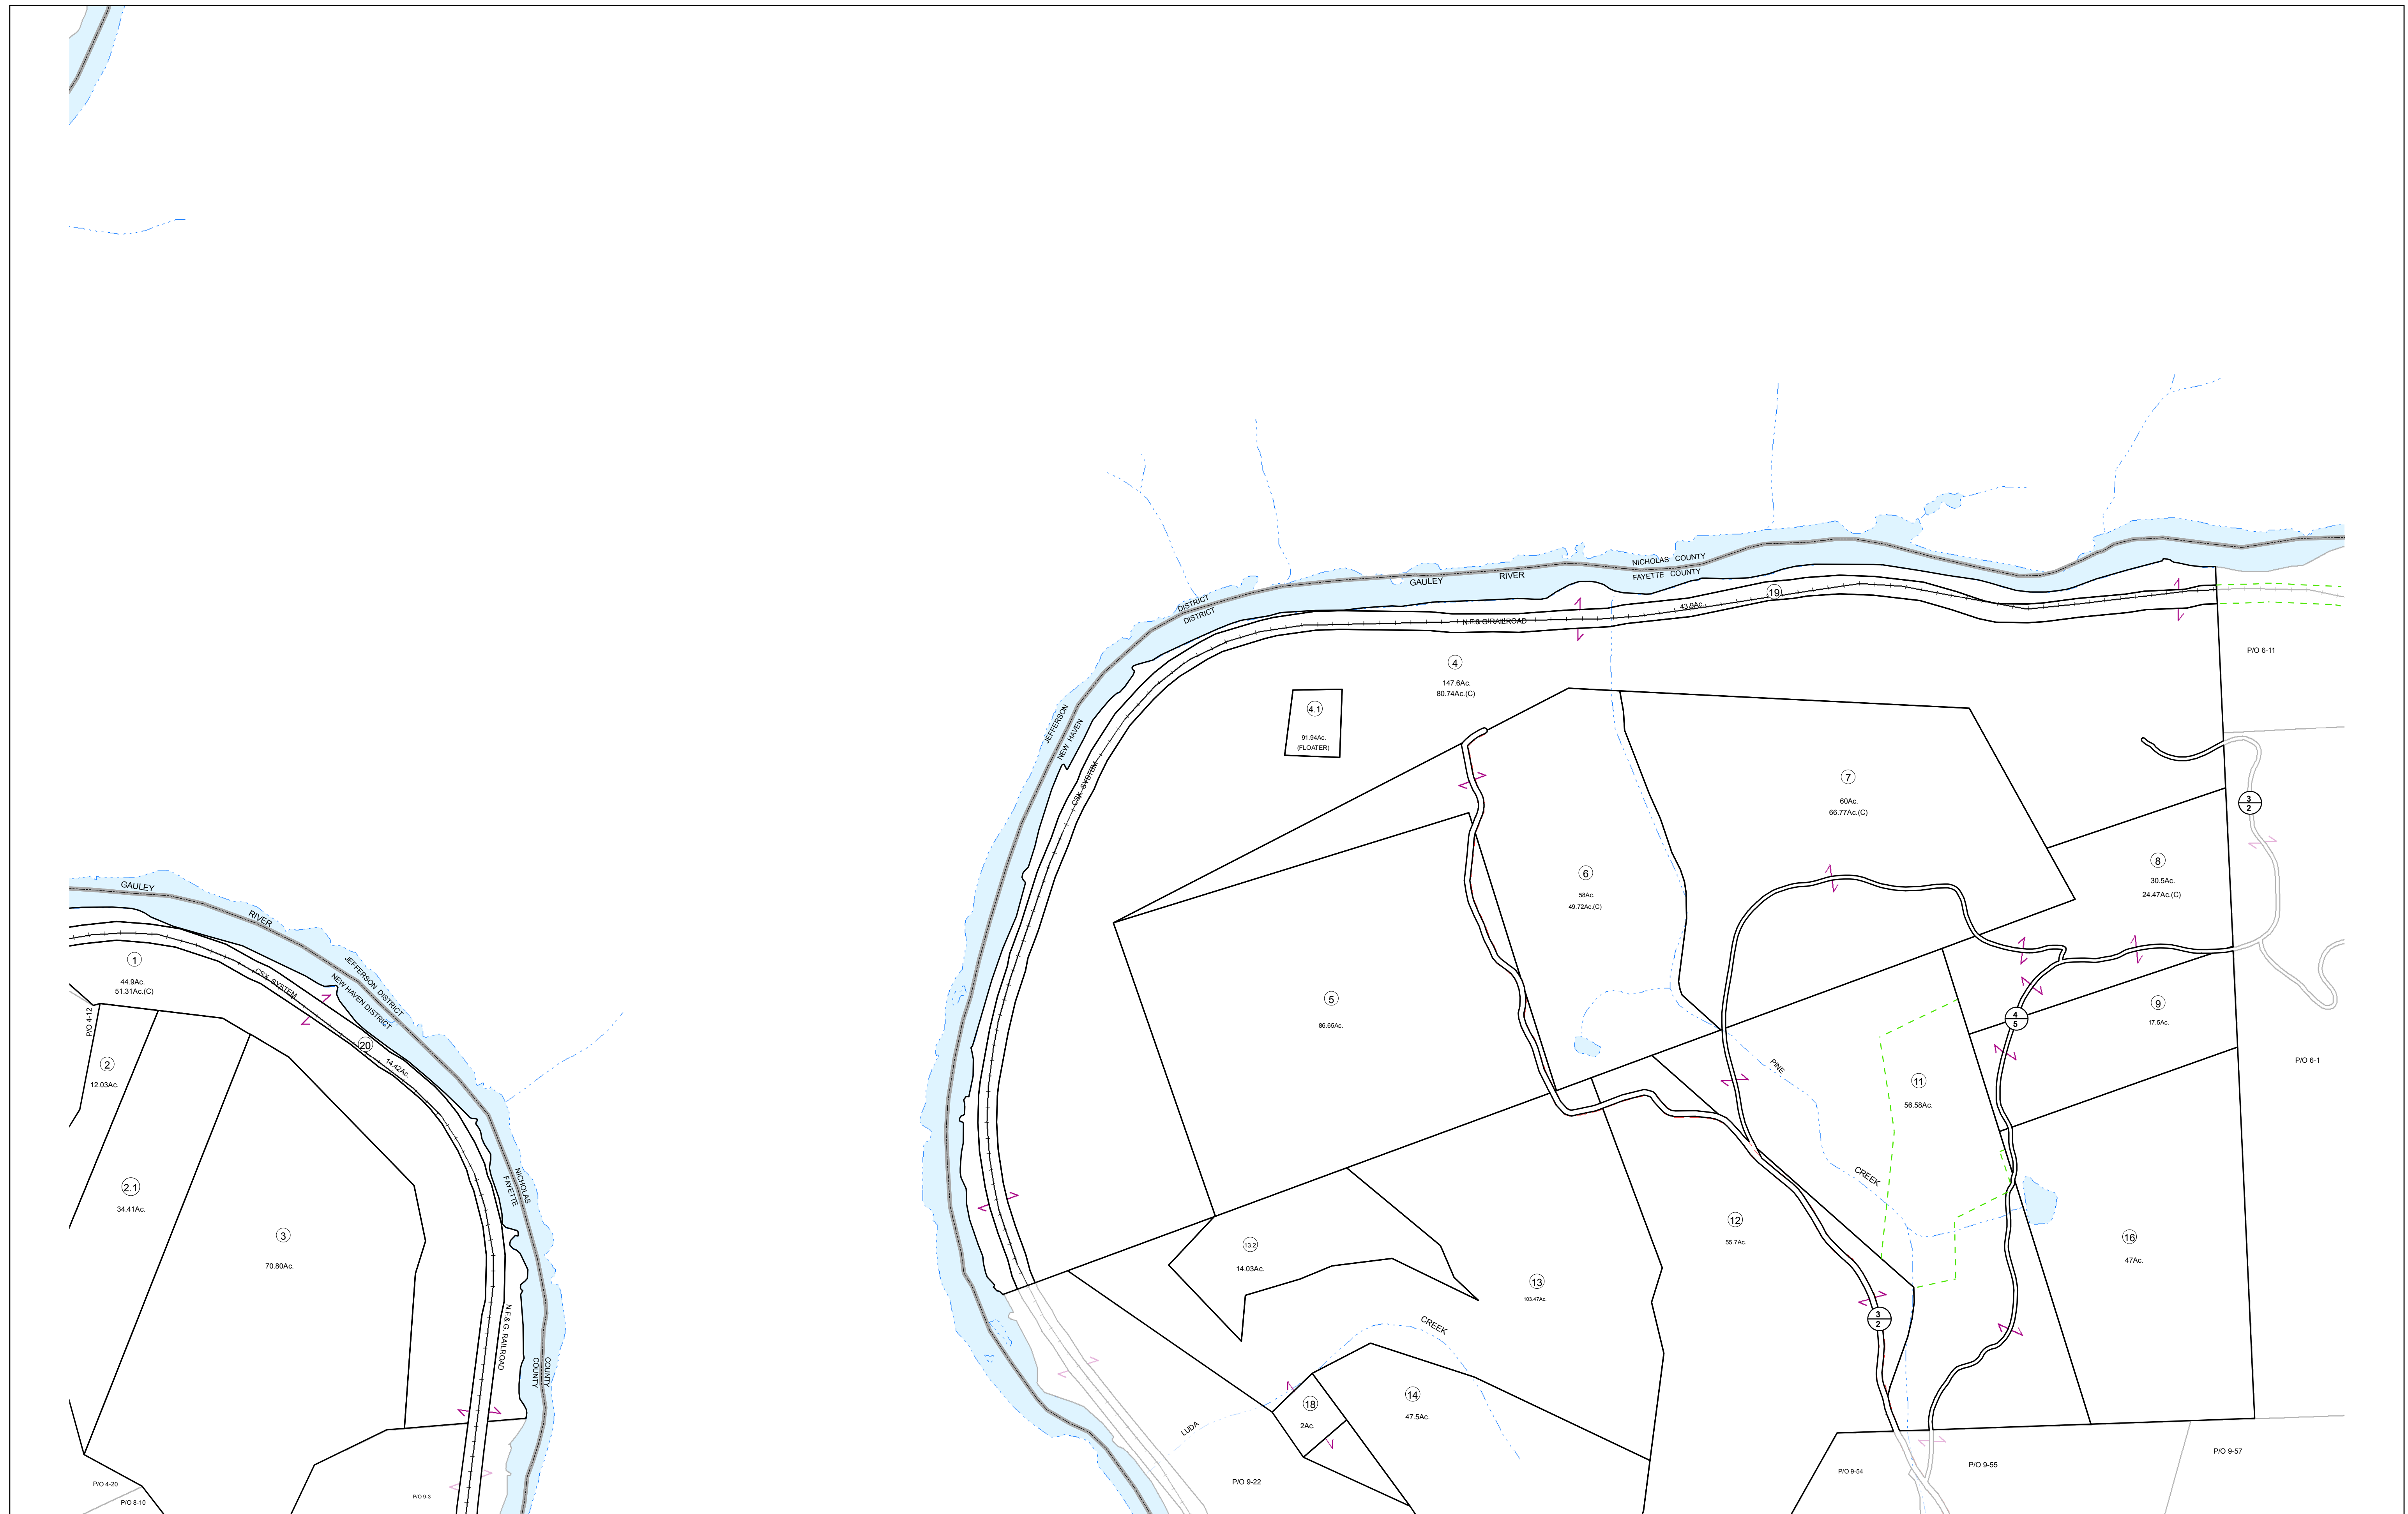 NICHOLAS COUNTY
FAYETTE COUNTY
GAULEY RIVER
DISTRICT
DISTRICT
19
43.9Ac.
N.F.& G RAILROAD
P/O 6-11
4
147.6Ac.
80.74Ac.(C)
4.1
91.94Ac.
(FLOATER)
JEFFERSON
NEW HAVEN
CSX SYSTEM
7
60Ac.
66.77Ac.(C)
3
2
8
30.5Ac.
24.47Ac.(C)
6
58Ac.
49.72Ac.(C)
GAULEY
RIVER
JEFFERSON DISTRICT
NEW HAVEN DISTRICT
CSX SYSTEM
1
44.9Ac.
51.31Ac.(C)
P/O 4-12
20
14.42Ac.
2
12.03Ac.
5
86.65Ac.
9
17.5Ac.
4
5
P/O 6-1
PINE
CREEK
11
56.58Ac.
2.1
34.41Ac.
NICHOLAS
FAYETTE
3
70.80Ac.
12
55.7Ac.
16
47Ac.
13.2
14.03Ac.
13
103.47Ac.
N.F.& G. RAILROAD
COUNTY
COUNTY
3
2
CREEK
LUDA
18
2Ac.
14
47.5Ac.
P/O 9-22
P/O 9-54
P/O 9-55
P/O 9-57
P/O 4-20
P/O 8-10
P/O 9-3